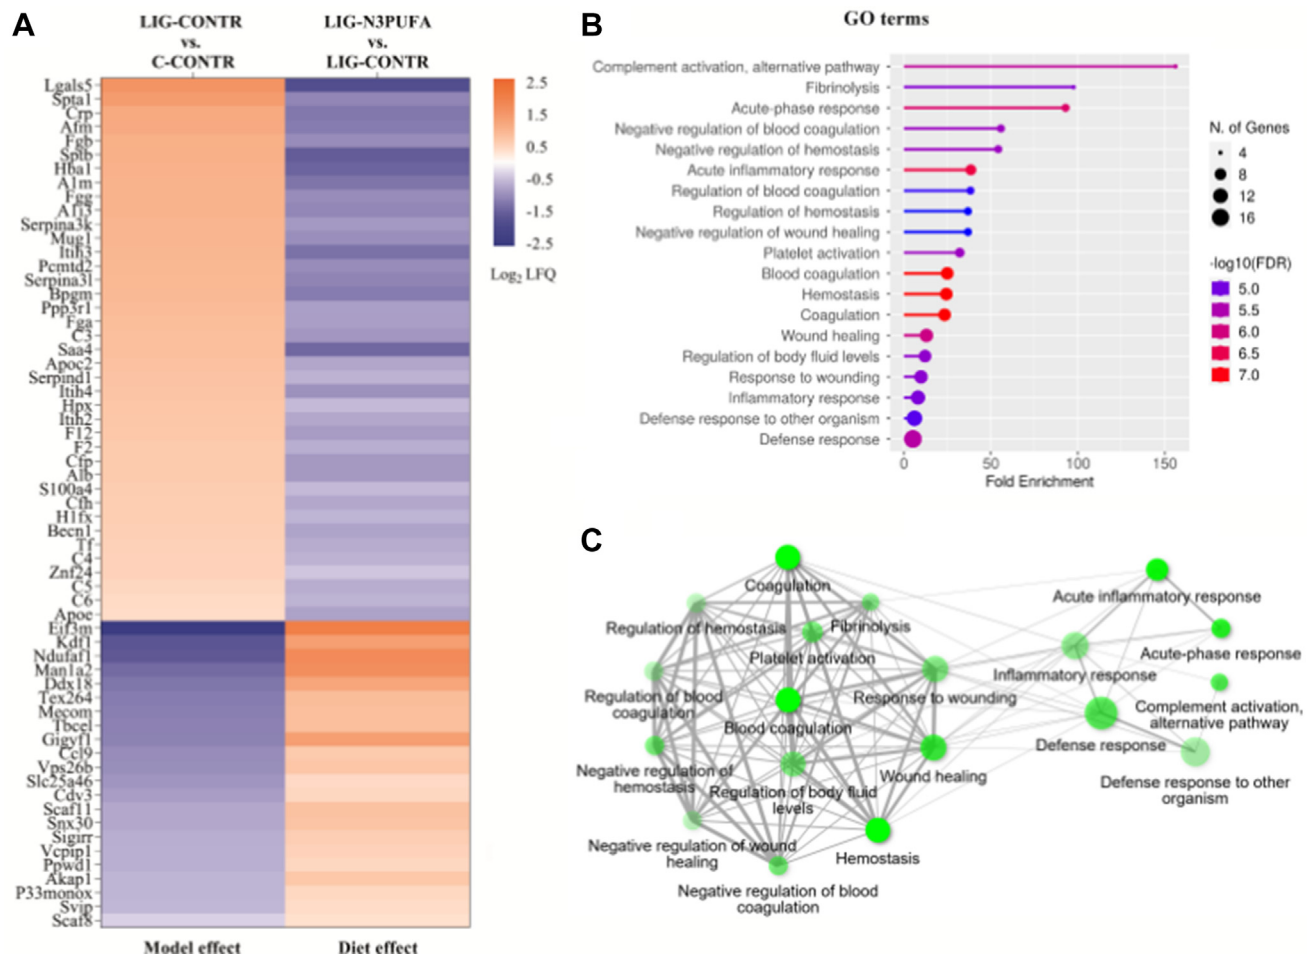 A
LIG-CONTR
vs.
C-CONTR
LIG-N3PUFA
vs.
LIG-CONTR
Lgals5
Spta1
Crp
Afm
Fgb
Sptb
Hba1
A1m
Fgg
A1i3
Serpina3k
Mug1
Itih3
Pcmtd2
Serpina3l
Bpgm
Ppp3r1
Fga
C3
Saa4
Apoc2
Serpind1
Itih4
Hpx
Itih2
F12
F2
Cfp
Alb
S100a4
Cfh
H1fx
Becn1
Tf
C4
Znf24
C5
C6
Apoe
Eif3m
Kdf1
Ndufaf1
Man1a2
Ddx18
Tex264
Mecom
Tbcel
Gigyf1
Ccl9
Vps26b
Slc25a46
Cdv3
Scaf11
Snx30
Sigirr
Vcpip1
Ppwd1
Akap1
P33monox
Svip
Scaf8
Model effect
Diet effect
2.5
1.5
0.5
-0.5
-1.5
-2.5
Log2 LFQ
B
GO terms
Complement activation, alternative pathway
Fibrinolysis
Acute-phase response
Negative regulation of blood coagulation
Negative regulation of hemostasis
Acute inflammatory response
Regulation of blood coagulation
Regulation of hemostasis
Negative regulation of wound healing
Platelet activation
Blood coagulation
Hemostasis
Coagulation
Wound healing
Regulation of body fluid levels
Response to wounding
Inflammatory response
Defense response to other organism
Defense response
0
50
100
150
Fold Enrichment
N. of Genes
4
8
12
16
-log10(FDR)
5.0
5.5
6.0
6.5
7.0
C
Coagulation
Regulation of hemostasis
Fibrinolysis
Platelet activation
Regulation of blood
coagulation
Response to wounding
Blood coagulation
Negative regulation of
hemostasis
Regulation of body fluid
levels
Wound healing
Negative regulation of wound
healing
Hemostasis
Negative regulation of blood
coagulation
Acute inflammatory response
Acute-phase response
Inflammatory response
Complement activation,
alternative pathway
Defense response
Defense response to other
organism